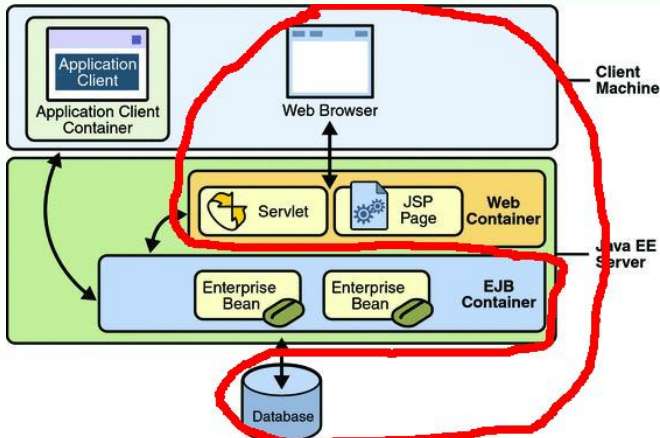 Application
Client
Application Client
Container
Web Browser
Client
Machine
Servlet
JSP
Page
Web
Container
Java EE
Server
Enterprise
Bean
Enterprise
Bean
EJB
Container
Database